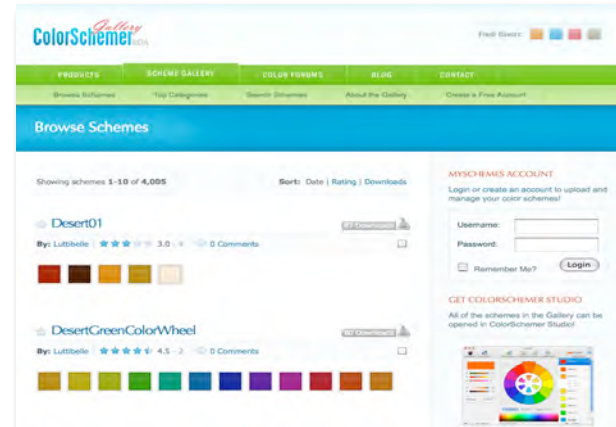 Gallery
ColorSchemer
PRODUCTS
SCHEME GALLERY
COLOR FORUMS
BLOG
CONTACT
Browse Schemes
Top Categories
Search Schemes
About the Gallery
Create a Free Account
Browse Schemes
Showing schemes 1-10 of 4,005
Sort: Date | Rating | Downloads
Desert01
By: Luttibelle
3.0
0 Comments
DesertGreenColorWheel
By: Luttibelle
4.5
0 Comments
MYSCHEMES ACCOUNT
Login or create an account to upload and
manage your color schemes!
Username:
Password:
Remember Me?
Login
GET COLORSCHEMER STUDIO
All of the schemes in the Gallery can be
opened in ColorSchemer Studio!